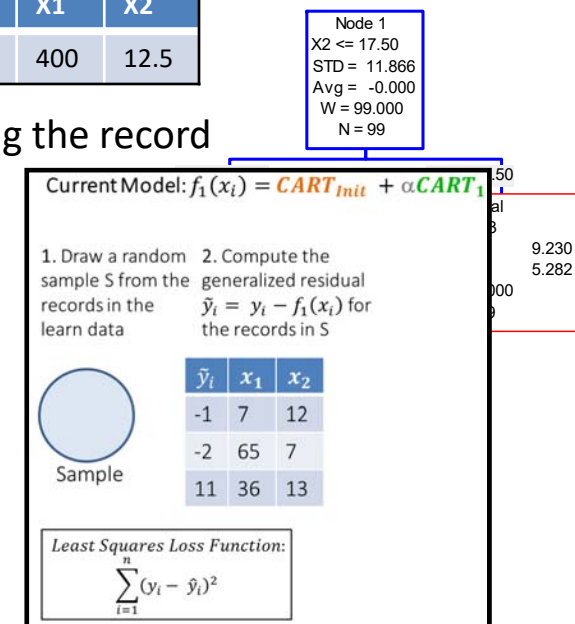 X1 X2
400 12.5
g the record
Node 1
X2 <= 17.50
STD = 11.866
Avg = -0.000
W = 99.000
N = 99
.50
al
9.230
5.282
Current Model: f₁(xᵢ) = CART_Init + αCART₁
1. Draw a random
sample S from the
records in the
learn data
2. Compute the
generalized residual
ỹᵢ = yᵢ − f₁(xᵢ) for
the records in S
Sample
ỹᵢ x₁ x₂
-1 7 12
-2 65 7
11 36 13
Least Squares Loss Function:
n
∑(yᵢ − ŷᵢ)²
i=1